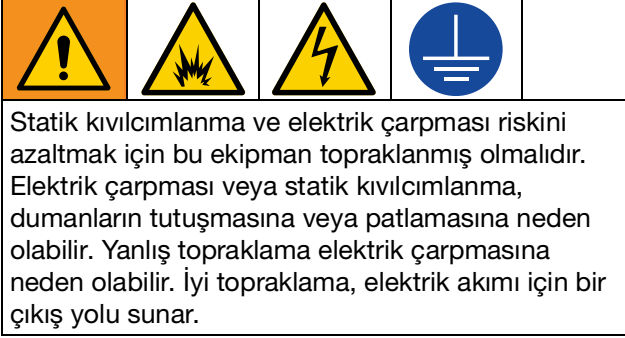 Statik kıvılcımlanma ve elektrik çarpması riskini
azaltmak için bu ekipman topraklanmış olmalıdır.
Elektrik çarpması veya statik kıvılcımlanma,
dumanların tutuşmasına veya patlamasına neden
olabilir. Yanlış topraklama elektrik çarpmasına
neden olabilir. İyi topraklama, elektrik akımı için bir
çıkış yolu sunar.